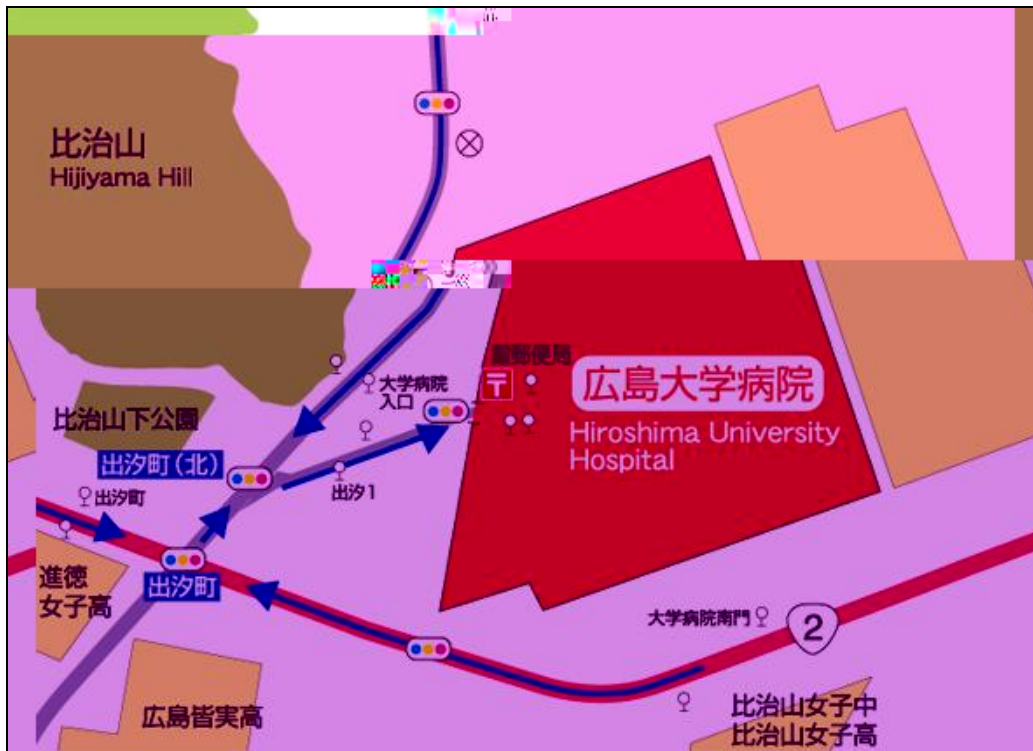 比治山
Hijiyama Hill
大学病院
入口
広島大学病院
Hiroshima University
Hospital
比治山下公園
出汐町(北)
出汐1
出汐町
出汐町
進徳
女子高
大学病院南門
2
広島皆実高
比治山女子中
比治山女子高